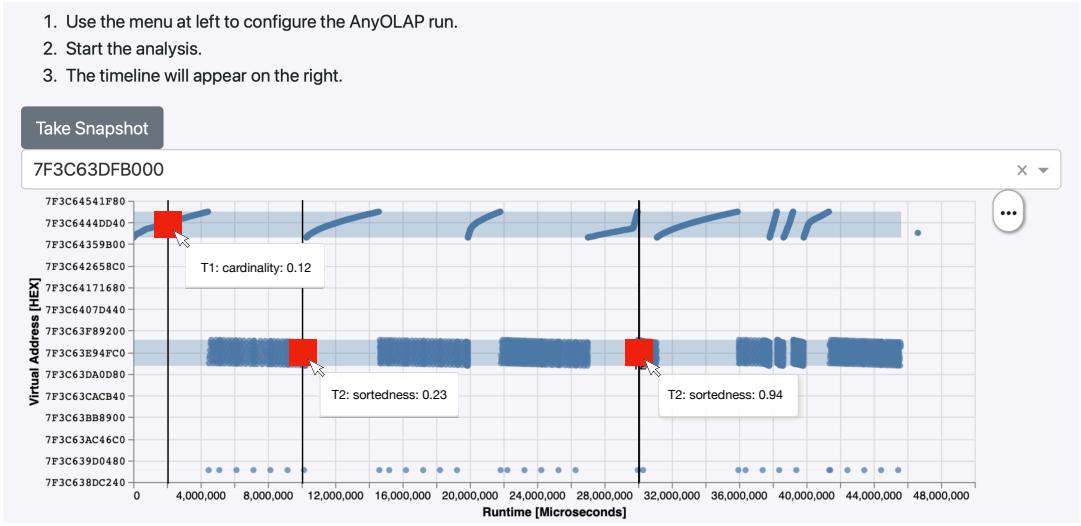 1. Use the menu at left to configure the AnyOLAP run.
2. Start the analysis.
3. The timeline will appear on the right.
Take Snapshot
7F3C63DFB000
7F3C64541F80
7F3C6444DD40
7F3C64359B00
7F3C642658C0
7F3C64171680
7F3C6407D440
7F3C63F89200
7F3C63E94FC0
7F3C63DA0D80
7F3C63CACB40
7F3C63BB8900
7F3C63AC46C0
7F3C639D0480
7F3C638DC240
Virtual Address [HEX]
T1: cardinality: 0.12
T2: sortedness: 0.23
T2: sortedness: 0.94
0 4,000,000 8,000,000 12,000,000 16,000,000 20,000,000 24,000,000 28,000,000 32,000,000 36,000,000 40,000,000 44,000,000 48,000,000
Runtime [Microseconds]